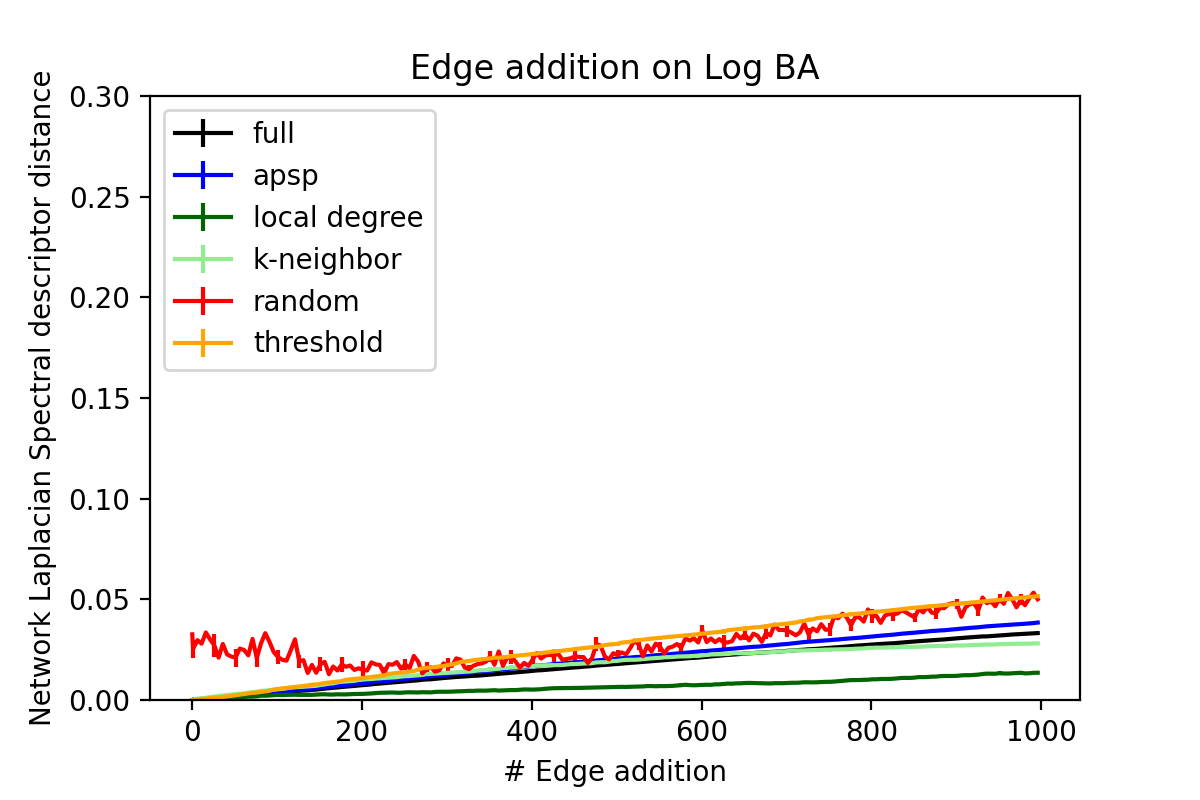 Edge addition on Log BA
Network Laplacian Spectral descriptor distance
0.30
0.25
0.20
0.15
0.10
0.05
0.00
full
apsp
local degree
k-neighbor
random
threshold
0 200 400 600 800 1000
# Edge addition